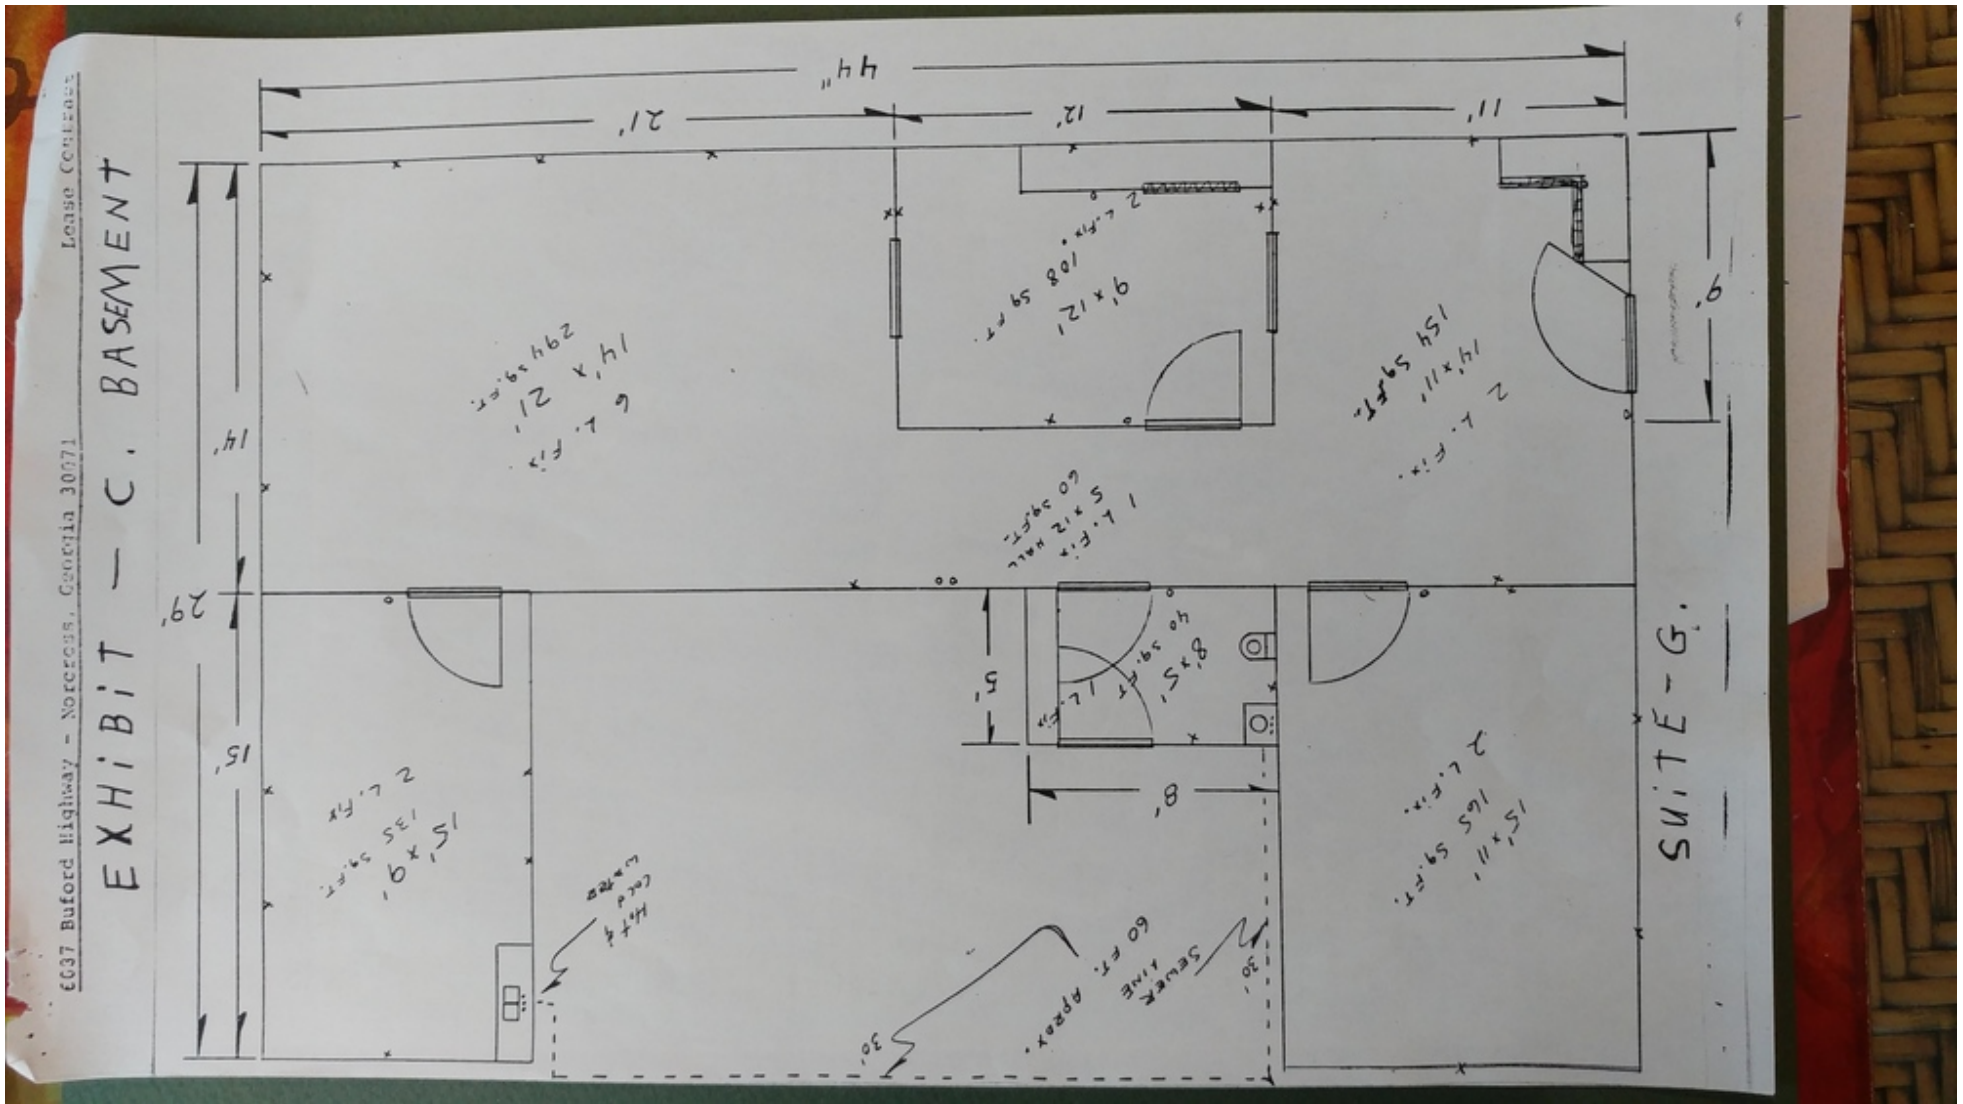 6037 Buford Highway - Norcross, Georgia 30071 Lease Contract
EXHIBIT - C. BASEMENT
44"
21'
12'
11'
9'
14'
29'
15'
6 L. Fix.
14' x 21'
294 sq. FT.
9' x 12'
108 sq FT.
2 L. Fix.
2 L. Fix.
14' x 11'
154 sq. FT.
1 L. Fix
5 x 12 HALL
60 sq. FT.
5'
8' x 5'
40 sq. FT
1 L. Fix
8'
15' x 9'
135 sq. FT.
2 L. Fix
HOT &
COLD
WATER
SEWER
LINE
60 FT. APROX.
30'
30'
15' x 11'
165 sq. FT.
2 L. Fix.
SUITE - G.